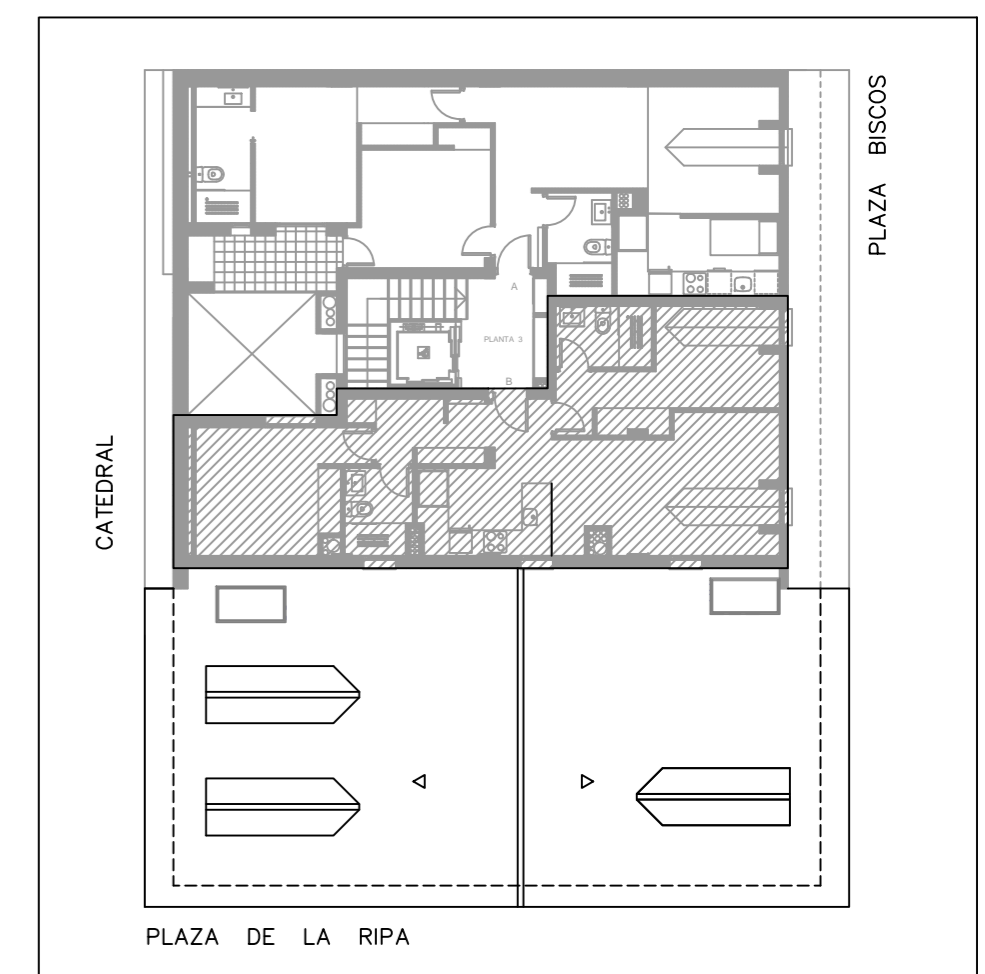 PLAZA BISCOS
A
PLANTA 3
B
CATEDRAL
PLAZA DE LA RIPA